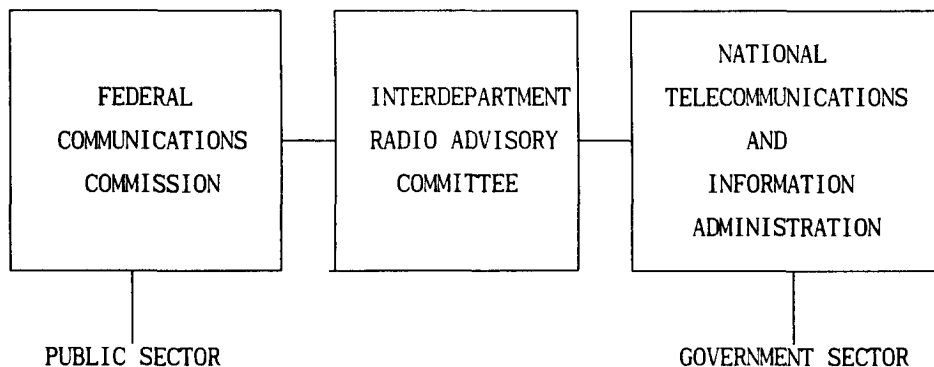 FEDERAL
COMMUNICATIONS
COMMISSION
INTERDEPARTMENT
RADIO ADVISORY
COMMITTEE
NATIONAL
TELECOMMUNICATIONS
AND
INFORMATION
ADMINISTRATION
PUBLIC SECTOR
GOVERNMENT SECTOR